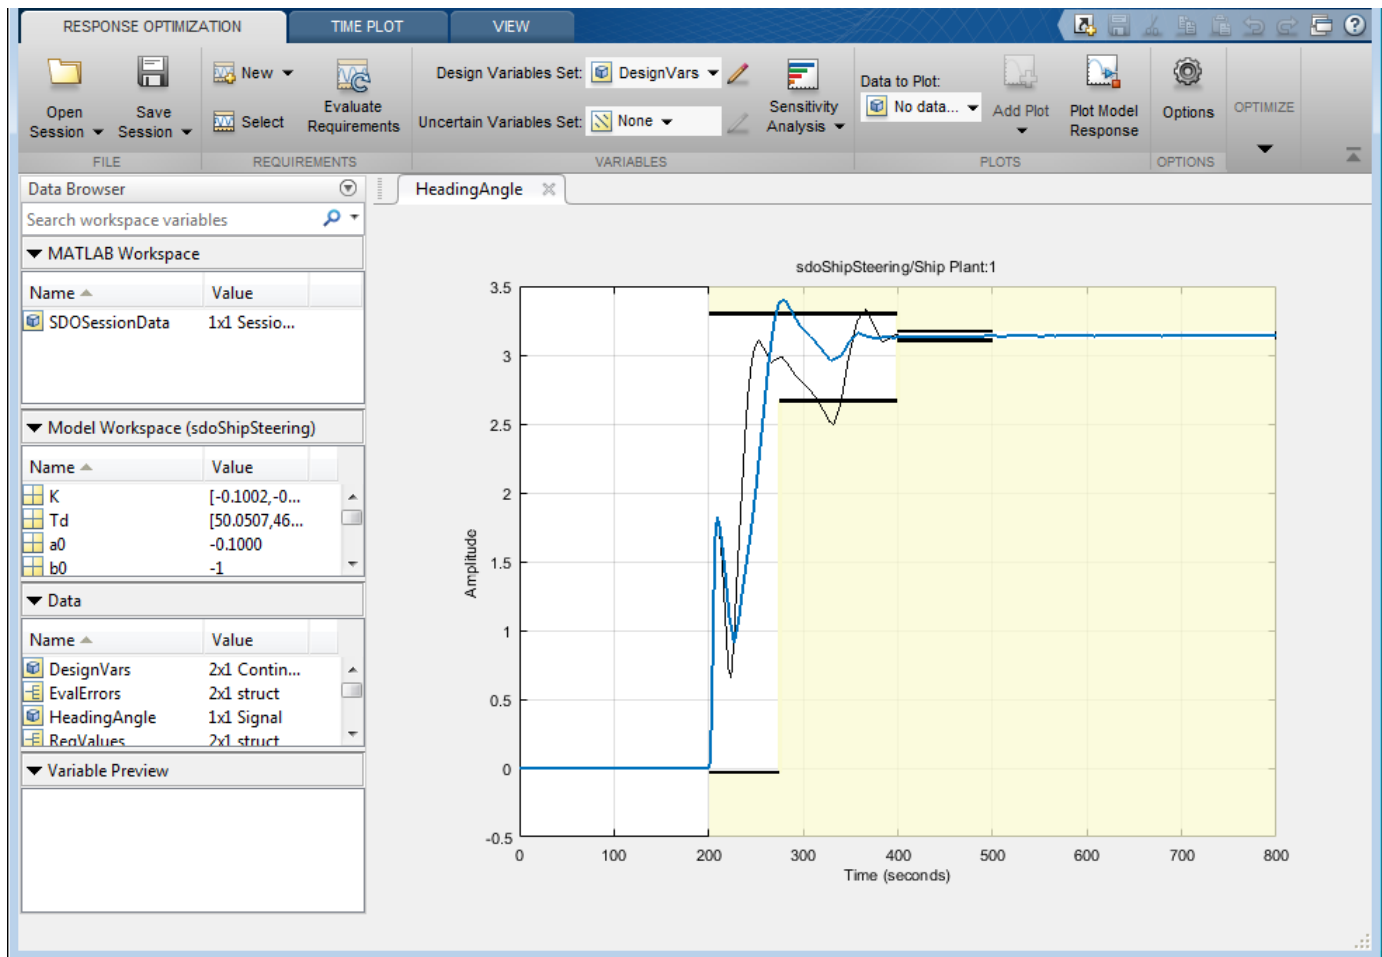 RESPONSE OPTIMIZATION TIME PLOT VIEW
New Design Variables Set: DesignVars Data to Plot:
Open Session Save Session Select Evaluate Requirements Uncertain Variables Set: None Sensitivity Analysis No data... Add Plot Plot Model Response Options OPTIMIZE
FILE REQUIREMENTS VARIABLES PLOTS OPTIONS
Data Browser
Search workspace variables
MATLAB Workspace
Name Value
SDOSessionData 1x1 Sessio...
Model Workspace (sdoShipSteering)
Name Value
K [-0.1002,-0...
Td [50.0507,46...
a0 -0.1000
b0 -1
Data
Name Value
DesignVars 2x1 Contin...
EvalErrors 2x1 struct
HeadingAngle 1x1 Signal
ReqValues 2x1 struct
Variable Preview
HeadingAngle
sdoShipSteering/Ship Plant:1
3.5
3
2.5
2
1.5
1
0.5
0
-0.5
Amplitude
0 100 200 300 400 500 600 700 800
Time (seconds)